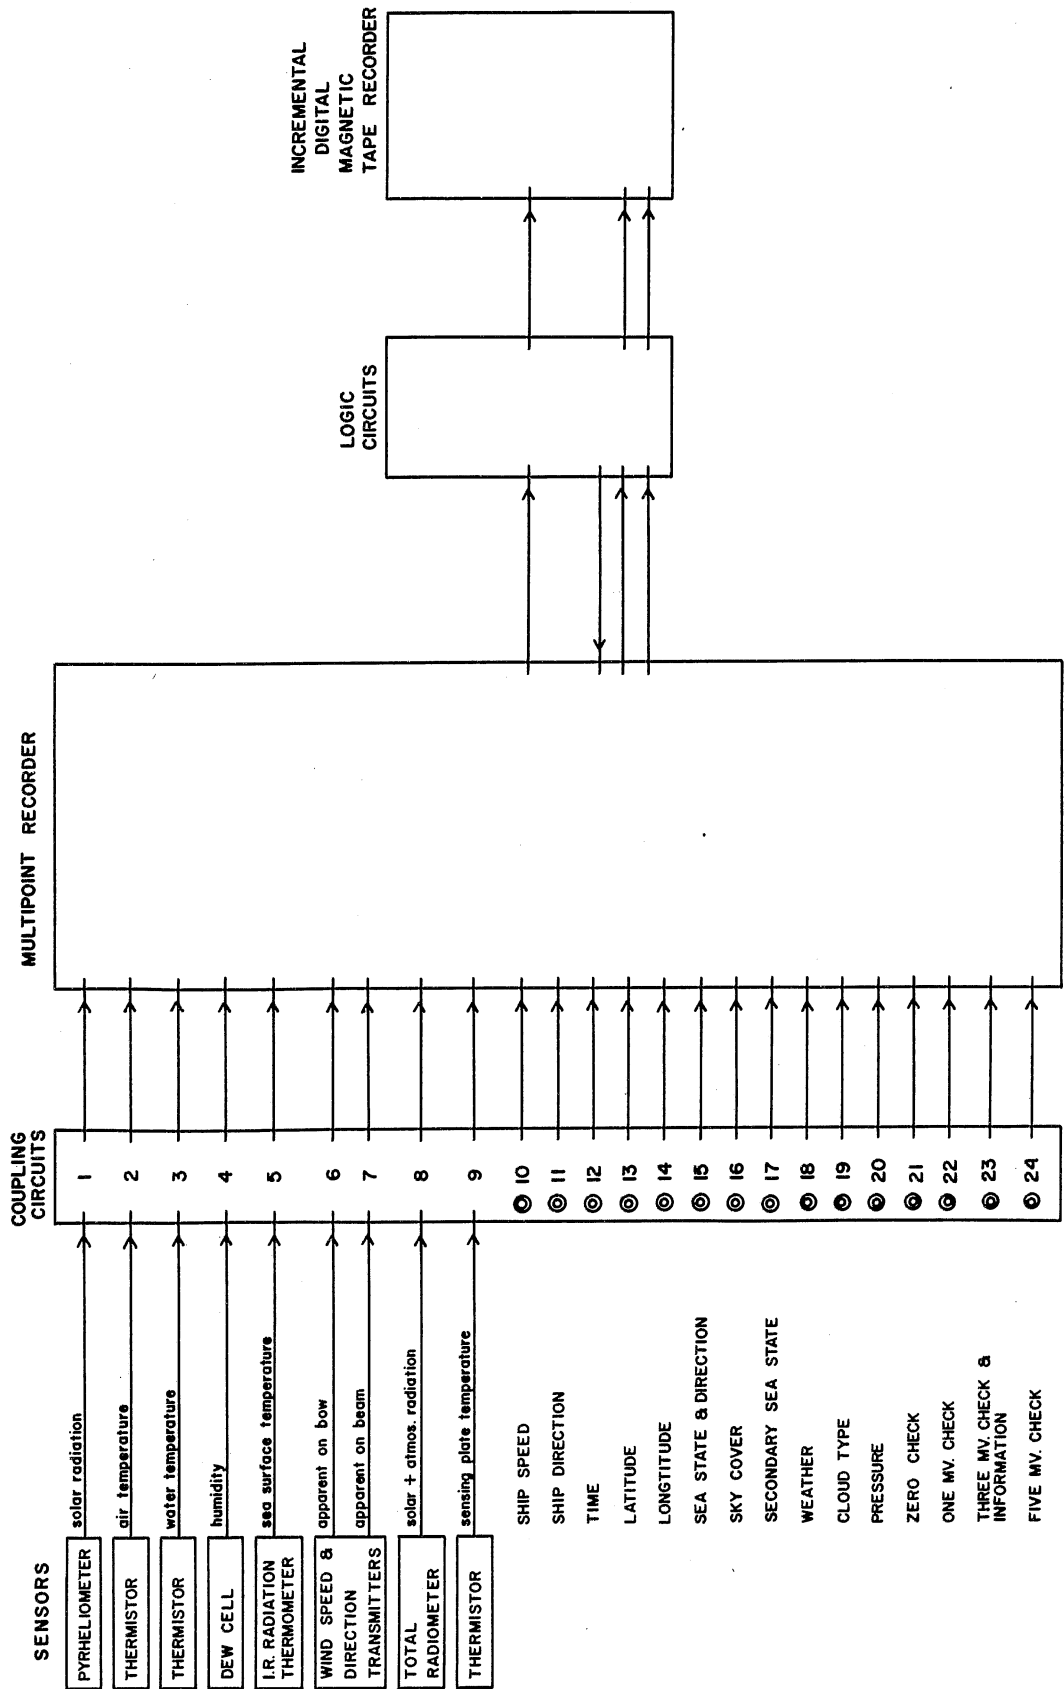 SENSORS
PYRHELIOMETER
solar radiation
THERMISTOR
air temperature
THERMISTOR
water temperature
DEW CELL
humidity
I.R. RADIATION
THERMOMETER
sea surface temperature
WIND SPEED &
DIRECTION
TRANSMITTERS
apparent on bow
apparent on beam
TOTAL
RADIOMETER
solar + atmos. radiation
THERMISTOR
sensing plate temperature
SHIP SPEED
SHIP DIRECTION
TIME
LATITUDE
LONGTITUDE
SEA STATE & DIRECTION
SKY COVER
SECONDARY SEA STATE
WEATHER
CLOUD TYPE
PRESSURE
ZERO CHECK
ONE MV. CHECK
THREE MV. CHECK &
INFORMATION
FIVE MV. CHECK
COUPLING
CIRCUITS
1
2
3
4
5
6
7
8
9
10
11
12
13
14
15
16
17
18
19
20
21
22
23
24
MULTIPOINT RECORDER
LOGIC
CIRCUITS
INCREMENTAL
DIGITAL
MAGNETIC
TAPE RECORDER